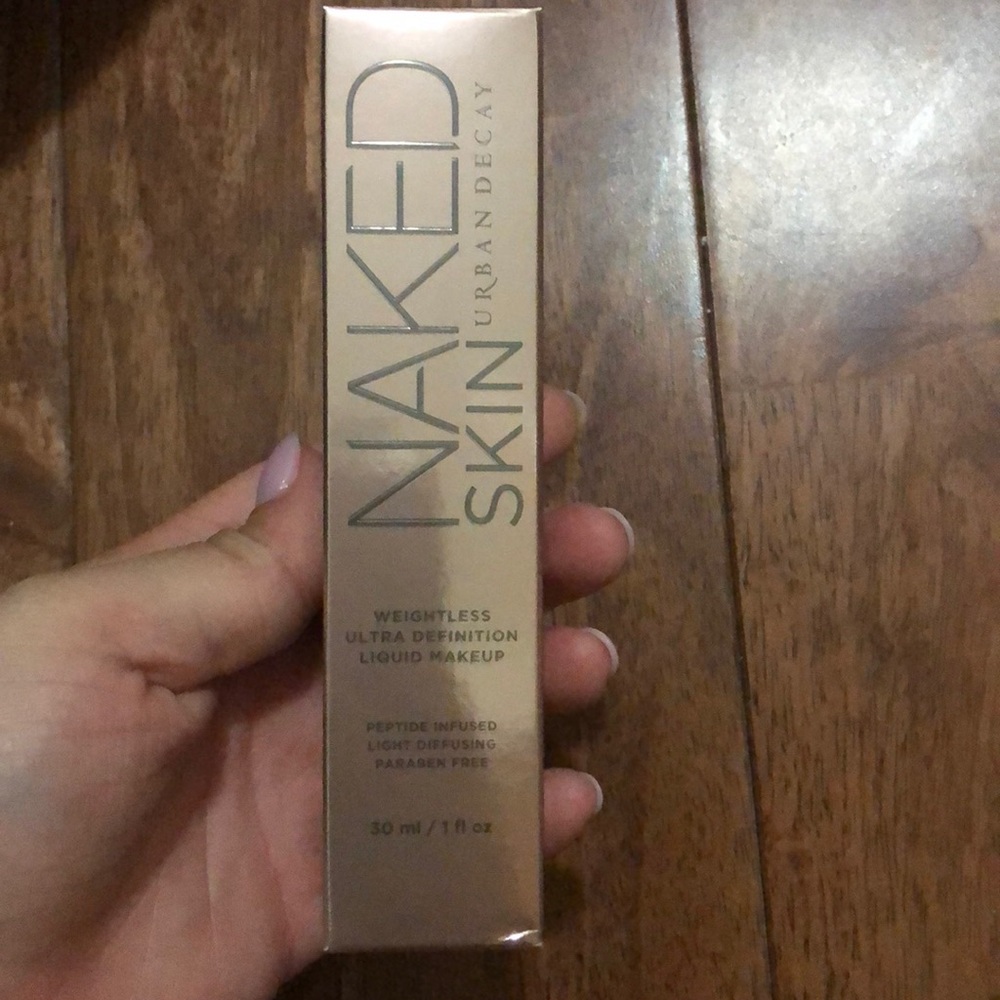 NAKED
SKIN URBAN DECAY
WEIGHTLESS
ULTRA DEFINITION
LIQUID MAKEUP
PEPTIDE INFUSED
LIGHT DIFFUSING
PARABEN FREE
30 ml / 1 fl oz